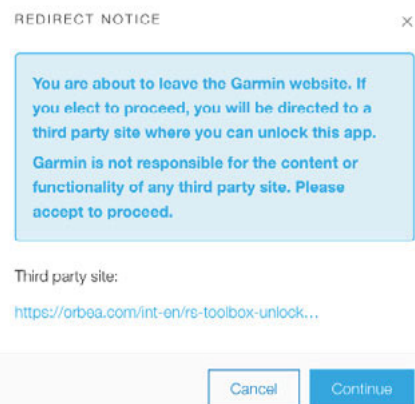 REDIRECT NOTICE
You are about to leave the Garmin website. If
you elect to proceed, you will be directed to a
third party site where you can unlock this app.
Garmin is not responsible for the content or
functionality of any third party site. Please
accept to proceed.
Third party site:
https://orbea.com/int-en/rs-toolbox-unlock...
Cancel
Continue